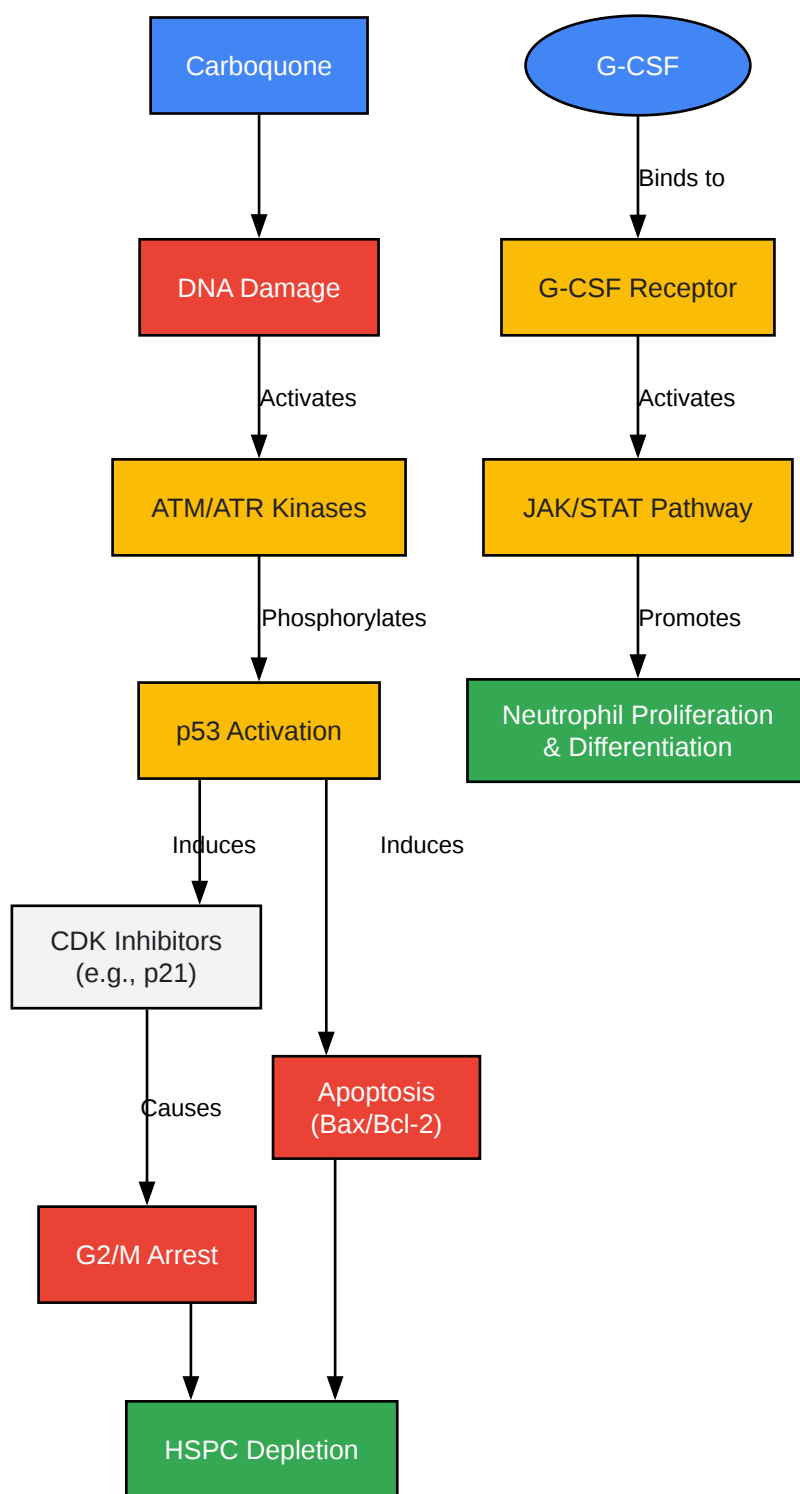 Carboquone
G-CSF
Binds to
DNA Damage
G-CSF Receptor
Activates
Activates
ATM/ATR Kinases
JAK/STAT Pathway
Phosphorylates
Promotes
p53 Activation
Neutrophil Proliferation
& Differentiation
Induces
Induces
CDK Inhibitors
(e.g., p21)
Apoptosis
(Bax/Bcl-2)
Causes
G2/M Arrest
HSPC Depletion